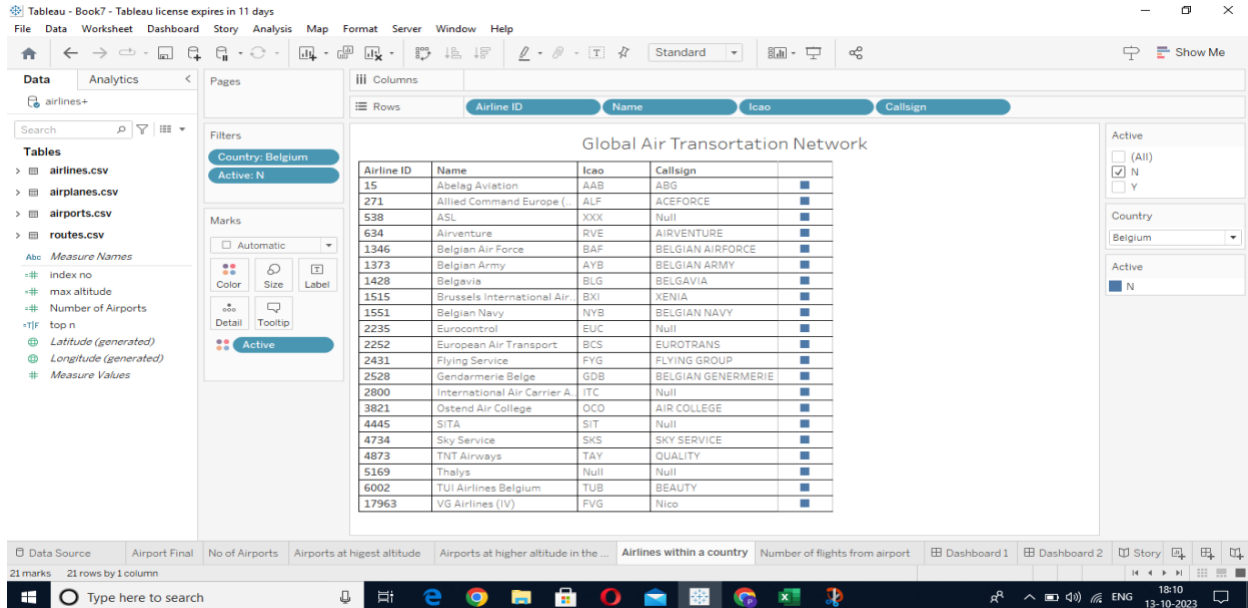 Tableau - Book7 - Tableau license expires in 11 days
File Data Worksheet Dashboard Story Analysis Map Format Server Window Help
Standard
Show Me
Data Analytics
airlines+
Search
Tables
airlines.csv
airplanes.csv
airports.csv
routes.csv
Abc Measure Names
index no
max altitude
Number of Airports
T|F top n
Latitude (generated)
Longitude (generated)
Measure Values
Pages
Filters
Country: Belgium
Active: N
Marks
Automatic
Color Size Label
Detail Tooltip
Active
Columns
Rows Airline ID Name Icao Callsign
Global Air Transortation Network
Airline ID Name Icao Callsign
15 Abelag Aviation AAB ABG
271 Allied Command Europe (.. ALF ACEFORCE
538 ASL XXX Null
634 Airventure RVE AIRVENTURE
1346 Belgian Air Force BAF BELGIAN AIRFORCE
1373 Belgian Army AYB BELGIAN ARMY
1428 Belgavia BLG BELGAVIA
1515 Brussels International Air.. BXI XENIA
1551 Belgian Navy NYB BELGIAN NAVY
2235 Eurocontrol EUC Null
2252 European Air Transport BCS EUROTRANS
2431 Flying Service FYG FLYING GROUP
2528 Gendarmerie Belge GDB BELGIAN GENERMERIE
2800 International Air Carrier A.. ITC Null
3821 Ostend Air College OCO AIR COLLEGE
4445 SITA SIT Null
4734 Sky Service SKS SKY SERVICE
4873 TNT Airways TAY QUALITY
5169 Thalys Null Null
6002 TUI Airlines Belgium TUB BEAUTY
17963 VG Airlines (IV) FVG Nico
Active
(All)
N
Y
Country
Belgium
Active
N
Data Source Airport Final No of Airports Airports at higest altitude Airports at higher altitude in the ... Airlines within a country Number of flights from airport Dashboard 1 Dashboard 2 Story
21 marks 21 rows by 1 column
Type here to search
ENG
18:10
13-10-2023